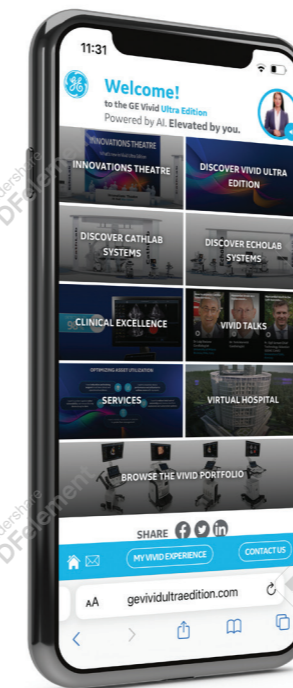 11:31
Welcome!
to the GE Vivid Ultra Edition
Powered by AI. Elevated by you.
INNOVATIONS THEATRE
INNOVATIONS THEATRE
DISCOVER VIVID ULTRA
EDITION
DISCOVER CATHLAB
SYSTEMS
DISCOVER ECHOLAB
SYSTEMS
CLINICAL EXCELLENCE
VIVID TALKS
OPTIMIZING ASSET UTILIZATION
SERVICES
VIRTUAL HOSPITAL
BROWSE THE VIVID PORTFOLIO
SHARE
MY VIVID EXPERIENCE
CONTACT US
AA gevividultraedition.com